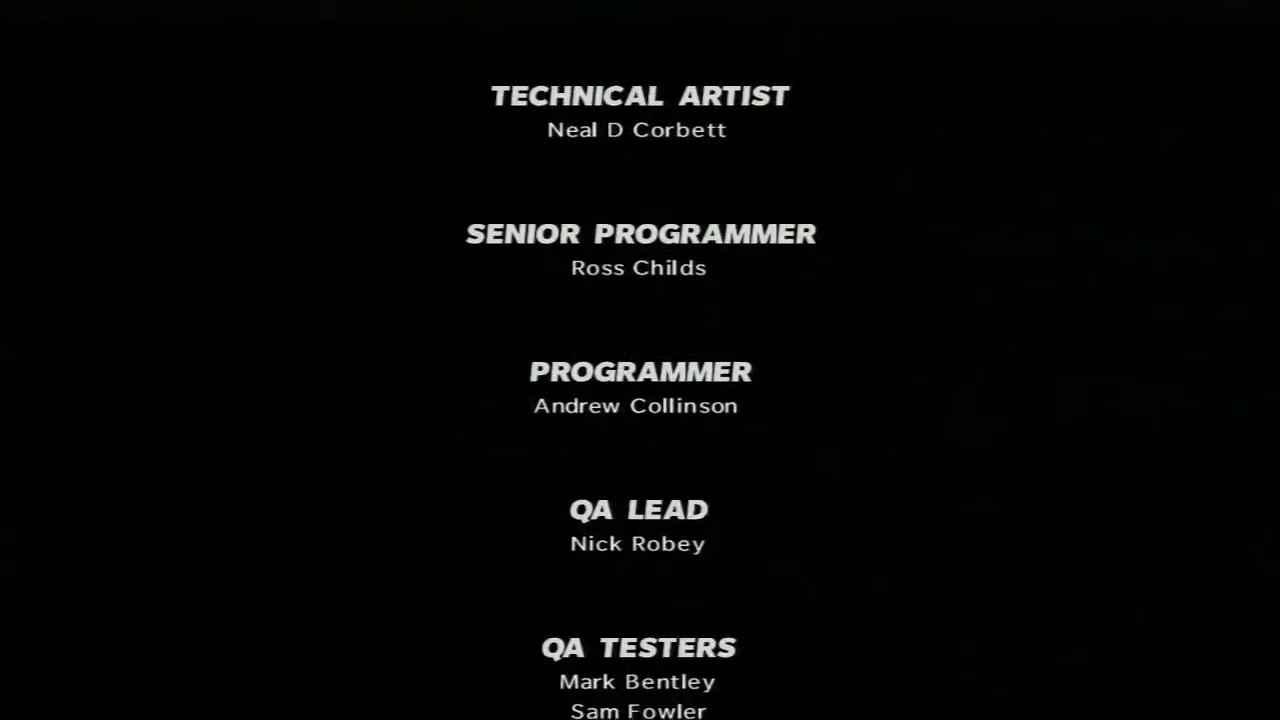 TECHNICAL ARTIST
Neal D Corbett
SENIOR PROGRAMMER
Ross Childs
PROGRAMMER
Andrew Collinson
QA LEAD
Nick Robey
QA TESTERS
Mark Bentley
Sam Fowler